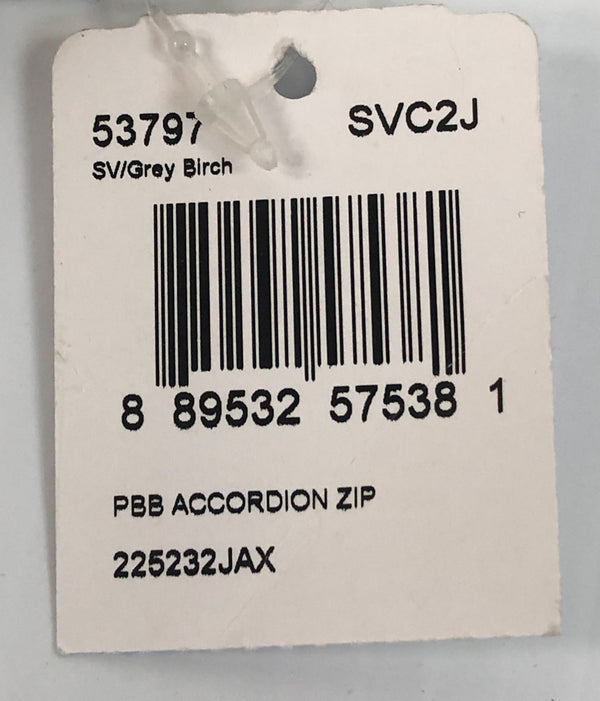 53797 SVC2J
SV/Grey Birch
8 89532 57538 1
PBB ACCORDION ZIP
225232JAX